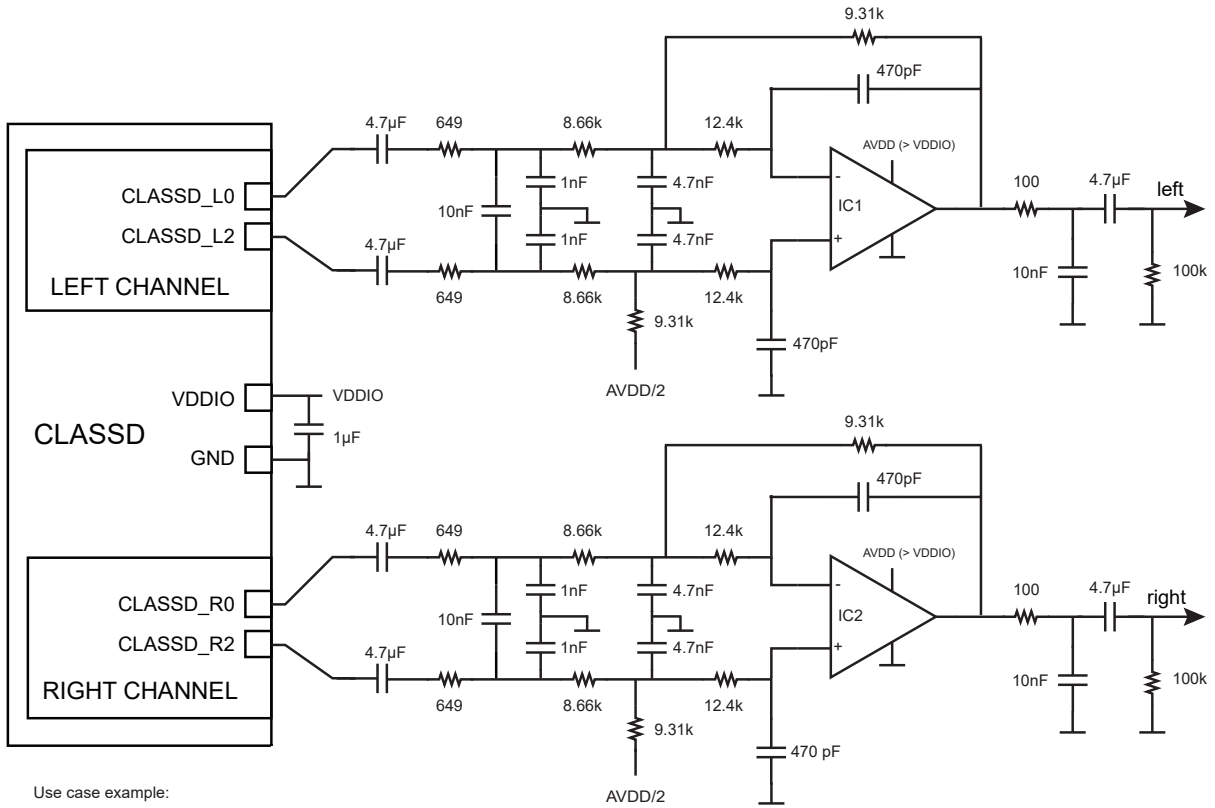 9.31k
470pF
4.7µF
649
8.66k
12.4k
AVDD (> VDDIO)
CLASSD_L0
1nF
4.7nF
-
IC1
100
4.7µF
left
10nF
CLASSD_L2
4.7µF
1nF
4.7nF
+
10nF
100k
LEFT CHANNEL
649
8.66k
12.4k
9.31k
470pF
AVDD/2
VDDIO
VDDIO
CLASSD
1µF
GND
9.31k
470pF
4.7µF
649
8.66k
12.4k
AVDD (> VDDIO)
CLASSD_R0
1nF
4.7nF
-
IC2
100
4.7µF
right
10nF
CLASSD_R2
4.7µF
1nF
4.7nF
+
10nF
100k
RIGHT CHANNEL
649
8.66k
12.4k
9.31k
470 pF
AVDD/2
Use case example: